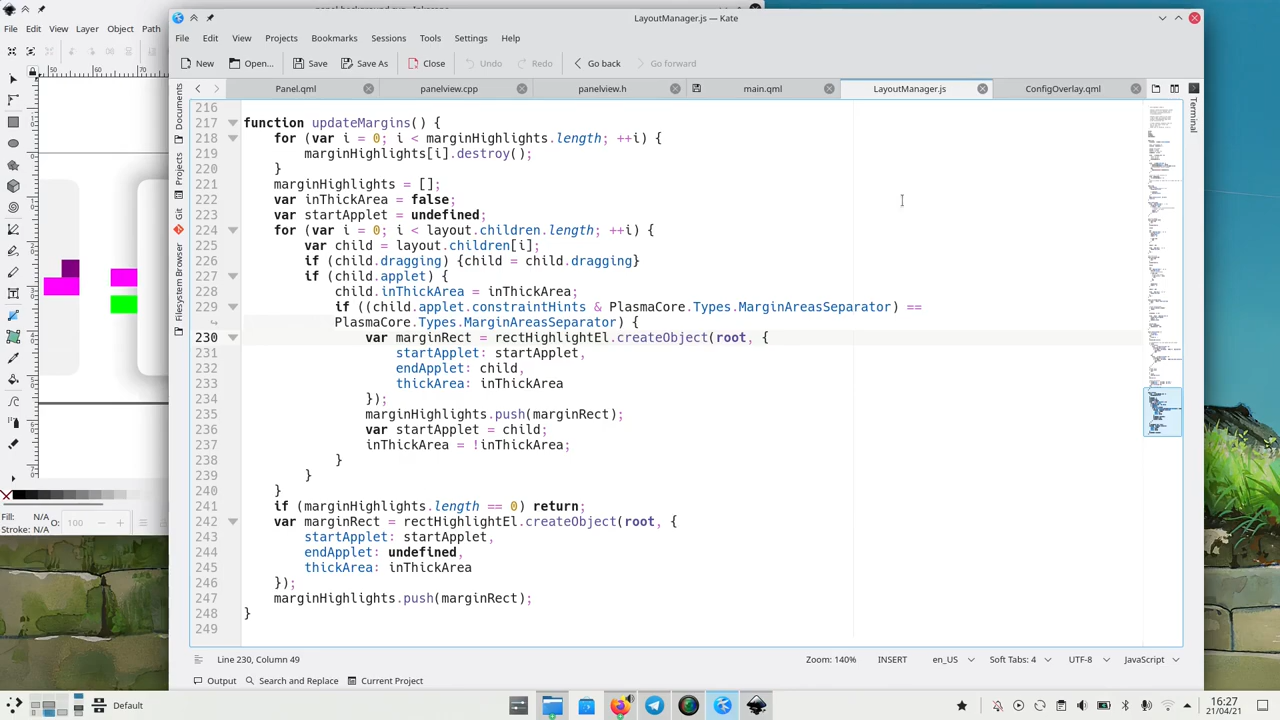 LayoutManager.js — Kate
File Edit View Layer Object Path
File Edit View Projects Bookmarks Sessions Tools Settings Help
New Open... Save Save As Close Undo Redo Go back Go forward
Panel.qml panelview.cpp panelview.h main.qml LayoutManager.js ConfigOverlay.qml
Documents
Projects
Git
Filesystem Browser
Terminal
50 60 70
216
217 function updateMargins() {
218 for (var i = 0; i < marginHighlights.length; ++i) {
219 marginHighlights[i].destroy();
220 }
221 marginHighlights = [];
222 var inThickArea = false;
223 var startApplet = undefined;
224 for (var i = 0; i < layout.children.length; ++i) {
225 var child = layout.children[i];
226 if (child.dragging) {child = child.dragging}
227 if (child.applet) {
228 child.inThickArea = inThickArea;
229 if ((child.applet.constraintHints & PlasmaCore.Types.MarginAreasSeparator) ==
PlasmaCore.Types.MarginAreasSeparator) {
230 var marginRect = rectHighlightEl.createObject(root, {
231 startApplet: startApplet,
232 endApplet: child,
233 thickArea: inThickArea
234 });
235 marginHighlights.push(marginRect);
236 var startApplet = child;
237 inThickArea = !inThickArea;
238 }
239 }
240 }
241 if (marginHighlights.length == 0) return;
242 var marginRect = rectHighlightEl.createObject(root, {
243 startApplet: startApplet,
244 endApplet: undefined,
245 thickArea: inThickArea
246 });
247 marginHighlights.push(marginRect);
248 }
249
Fill: N/A
Stroke: N/A O: 100
Line 230, Column 49 Zoom: 140% INSERT en_US Soft Tabs: 4 UTF-8 JavaScript
Output Search and Replace Current Project
Default
16:27
21/04/21